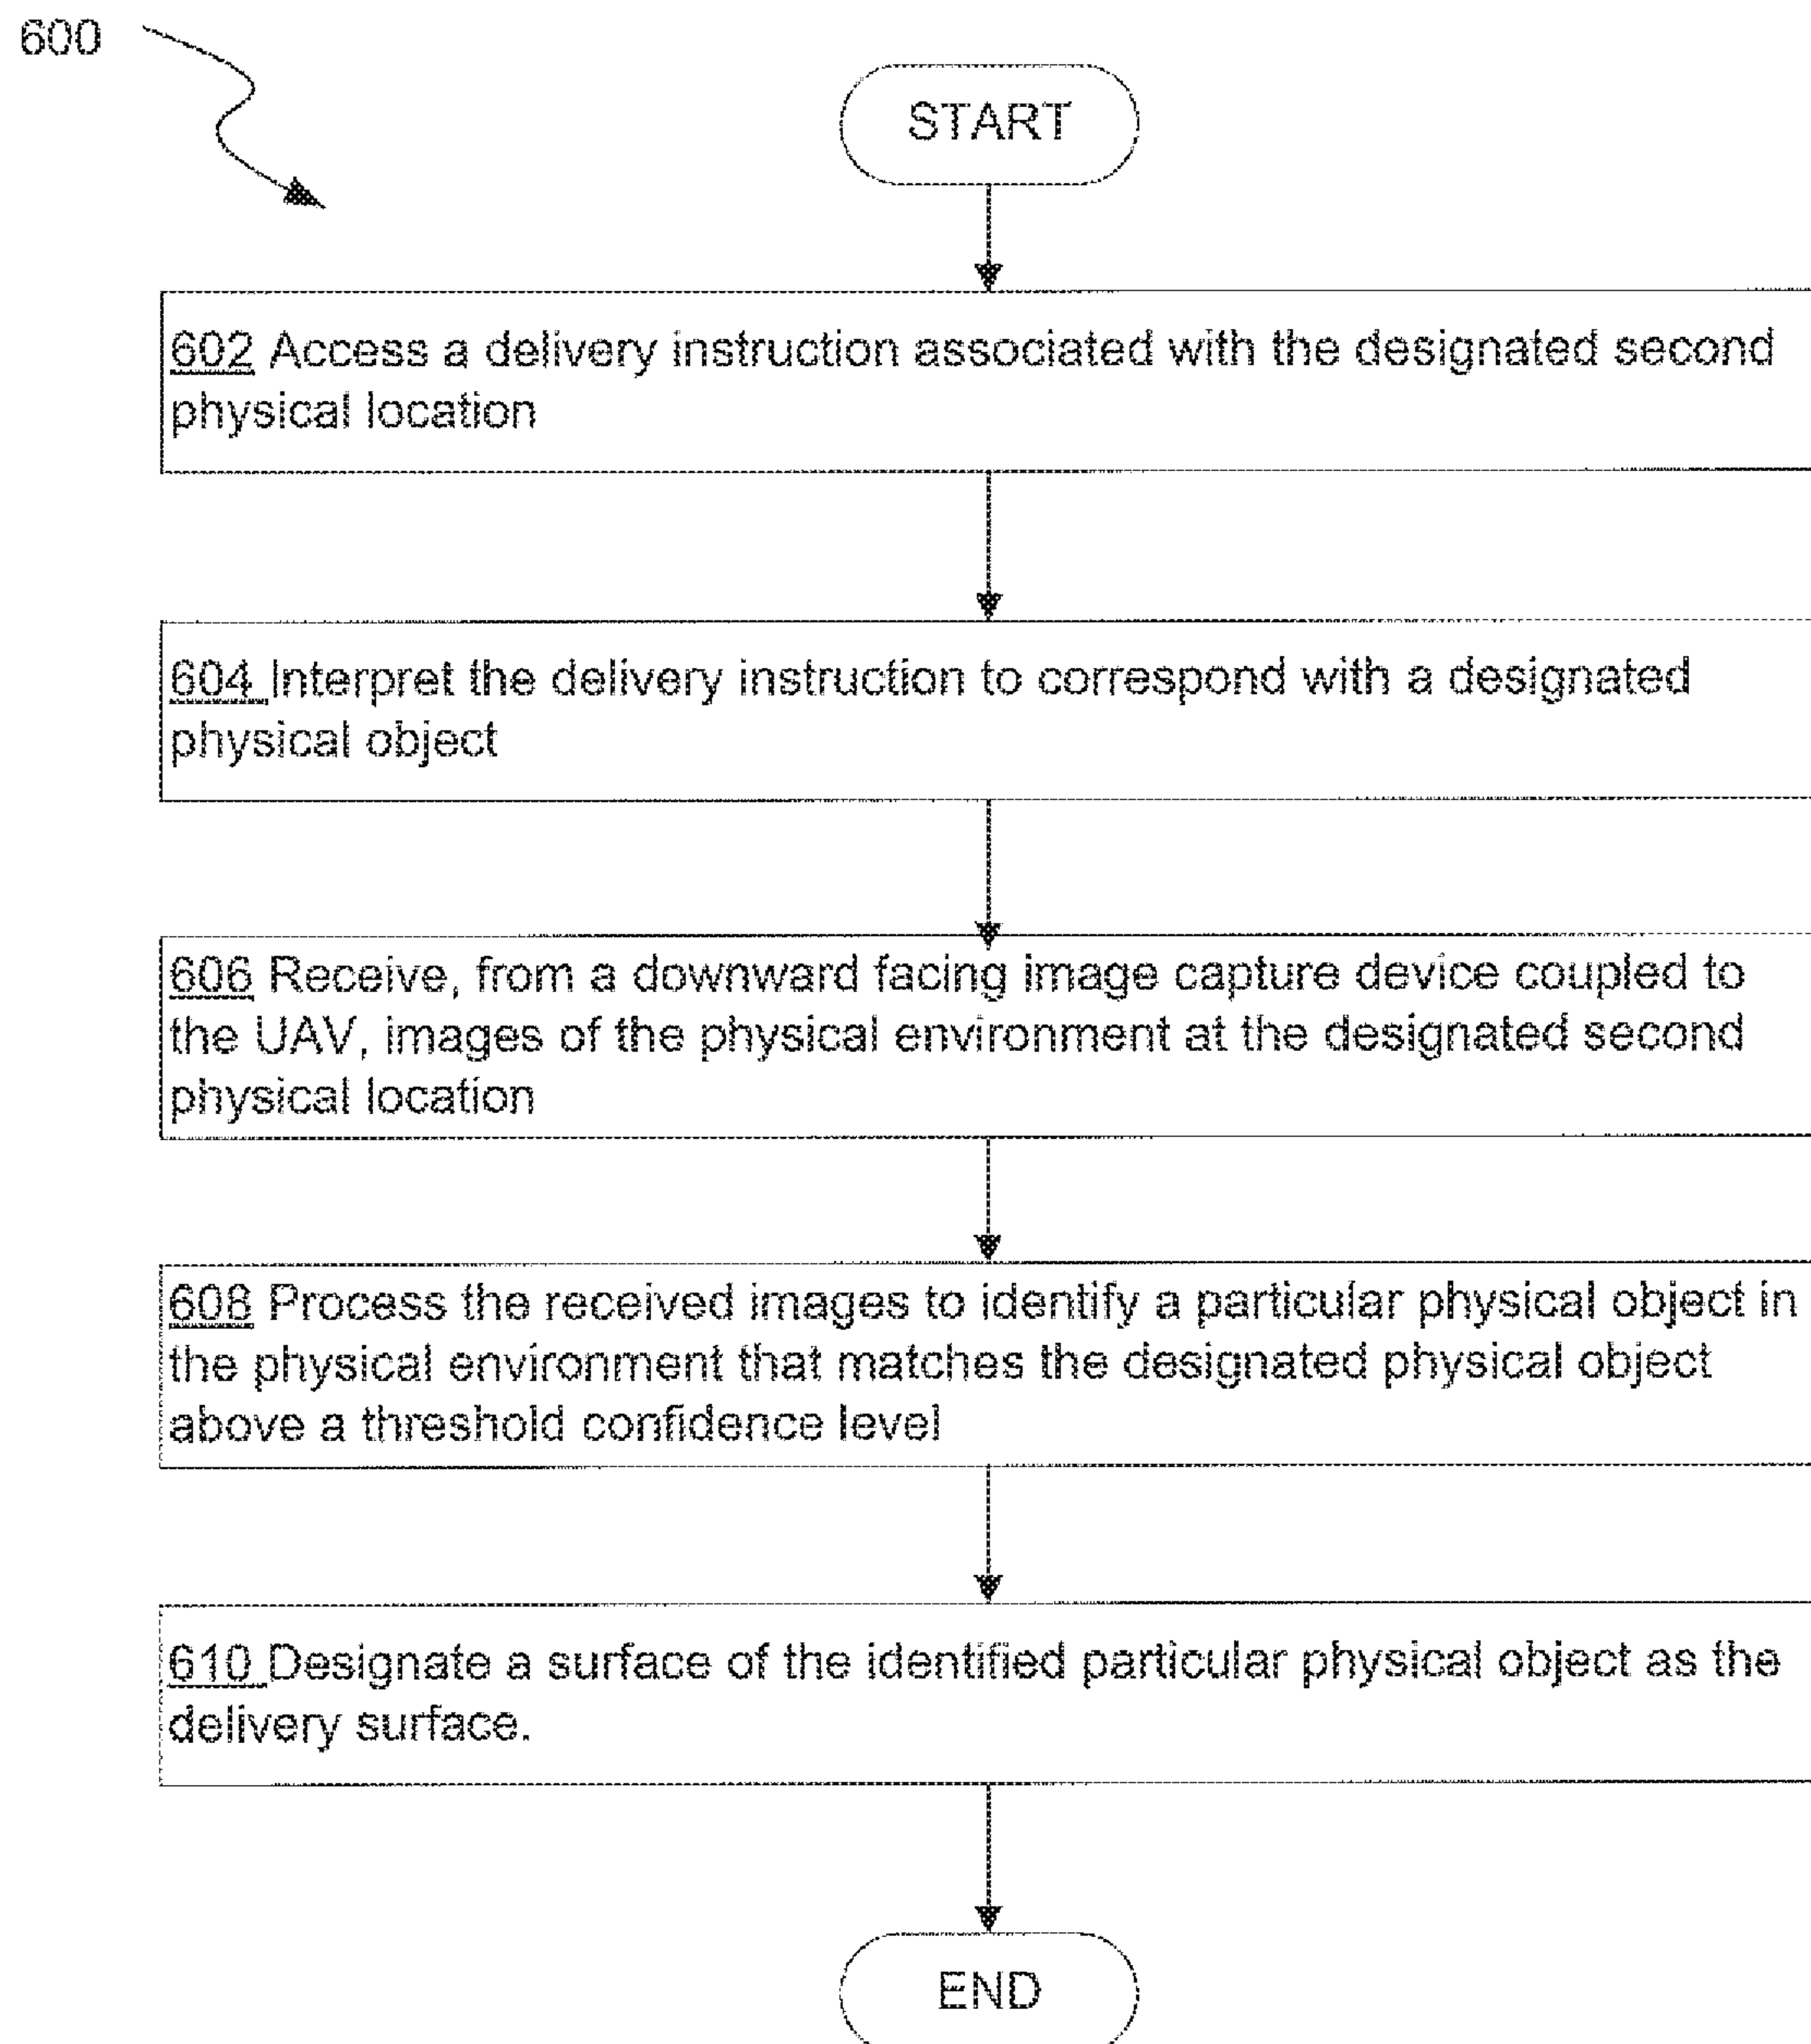 600
START
602 Access a delivery instruction associated with the designated second
physical location
604 Interpret the delivery instruction to correspond with a designated
physical object
606 Receive, from a downward facing image capture device coupled to
the UAV, images of the physical environment at the designated second
physical location
608 Process the received images to identify a particular physical object in
the physical environment that matches the designated physical object
above a threshold confidence level
610 Designate a surface of the identified particular physical object as the
delivery surface.
END